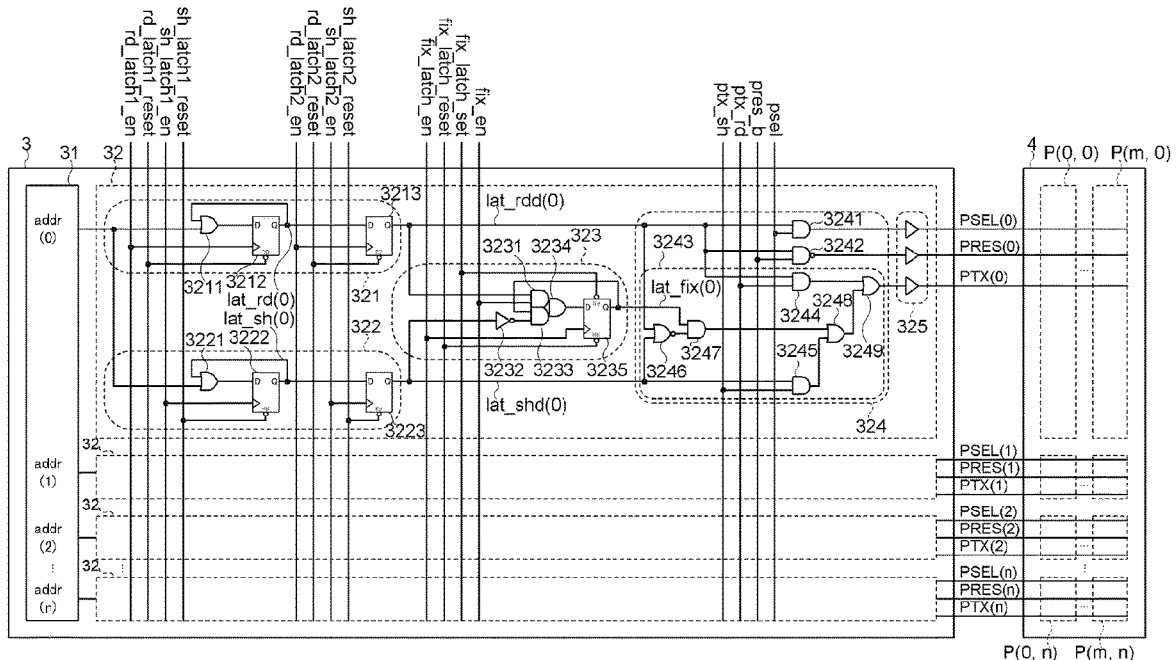 rd_latch1_en
rd_latch1_reset
sh_latch1_en
sh_latch1_reset
rd_latch2_en
rd_latch2_reset
sh_latch2_en
sh_latch2_reset
fix_latch_en
fix_latch_reset
fix_latch_set
fix_en
ptx_sh
ptx_rd
pres_b
psel
3
31
32
4
P(0, 0)
P(m, 0)
addr
(0)
3211
3212
D Q
3213
D Q
lat_rd(0)
321
lat_rdd(0)
3231
3234
323
3232
3233
3235
D Q
lat_sh(0)
3221
3222
D Q
322
D Q
3223
lat_shd(0)
lat_fix(0)
3243
3241
3242
3244
3248
3249
3245
3246
3247
324
325
PSEL(0)
PRES(0)
PTX(0)
32
addr
(1)
PSEL(1)
PRES(1)
PTX(1)
32
addr
(2)
PSEL(2)
PRES(2)
PTX(2)
32
addr
(n)
PSEL(n)
PRES(n)
PTX(n)
P(0, n)
P(m, n)